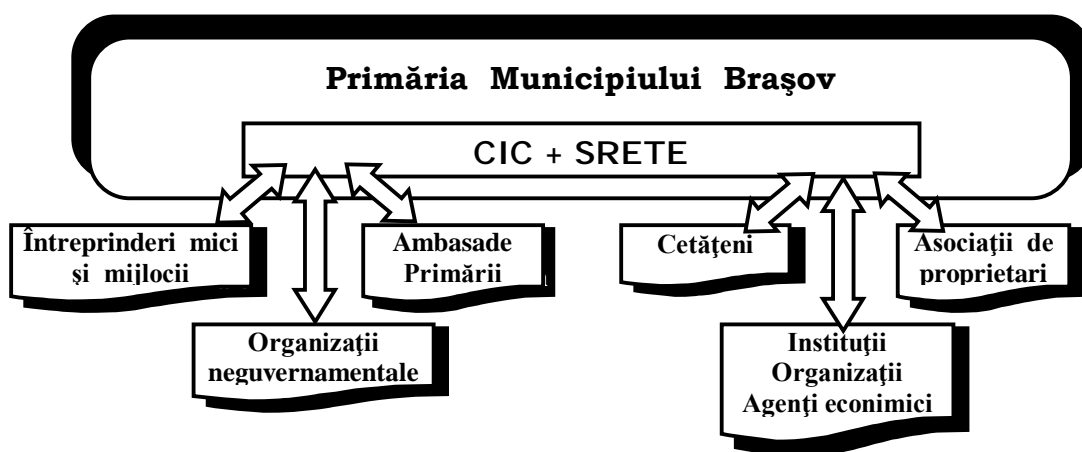 Primăria Municipiului Braşov
CIC + SRETE
Întreprinderi mici
şi mijlocii
Ambasade
Primării
Cetăţeni
Asociaţii de
proprietari
Organizaţii
neguvernamentale
Instituţii
Organizaţii
Agenţi econimici